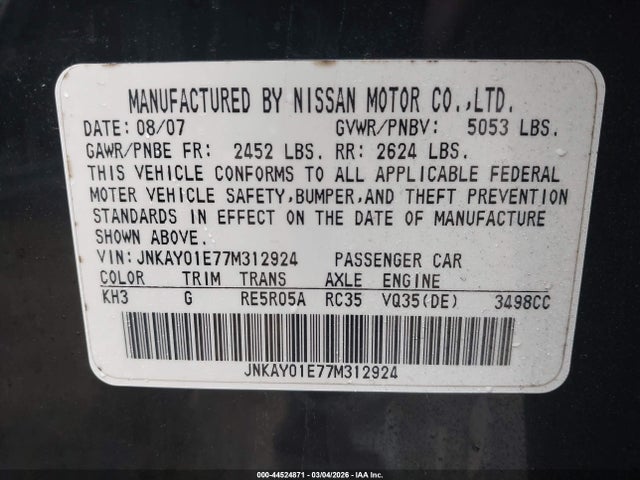 MANUFACTURED BY NISSAN MOTOR CO.,LTD.
DATE: 08/07 GVWR/PNBV: 5053 LBS.
GAWR/PNBE FR: 2452 LBS. RR: 2624 LBS.
THIS VEHICLE CONFORMS TO ALL APPLICABLE FEDERAL
MOTER VEHICLE SAFETY,BUMPER,AND THEFT PREVENTION
STANDARDS IN EFFECT ON THE DATE OF MANUFACTURE
SHOWN ABOVE.
VIN:JNKAY01E77M312924 PASSENGER CAR
COLOR TRIM TRANS AXLE ENGINE
KH3 G RE5R05A RC35 VQ35(DE) 3498CC
JNKAY01E77M312924
000-44524871 | 03/04/2026 | IAA Inc.